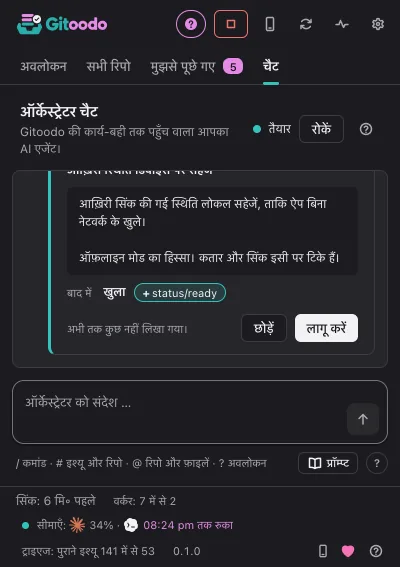 Gitoodo
अवलोकन सभी रिपो मुझसे पूछे गए 5 चैट
ऑर्केस्ट्रेटर चैट
Gitoodo की कार्य-बही तक पहुँच वाला आपका
AI एजेंट।
तैयार रोकें
आख़िरी सिंक की गई स्थिति लोकल सहेजें, ताकि ऐप बिना
नेटवर्क के खुले।
ऑफ़लाइन मोड का हिस्सा। कतार और सिंक इसी पर टिके हैं।
बाद में खुला +status/ready
अभी तक कुछ नहीं लिखा गया। छोड़ें लागू करें
ऑर्केस्ट्रेटर को संदेश …
/ कमांड · # इश्यू और रिपो · @ रिपो और फ़ाइलें · ? अवलोकन प्रॉम्प्ट ?
सिंक: 6 मि॰ पहले वर्कर: 7 में से 2
सीमाएँ: 34% · 08:24 pm तक रुका
ट्राइएज: पुराने इश्यू 141 में से 53 0.1.0